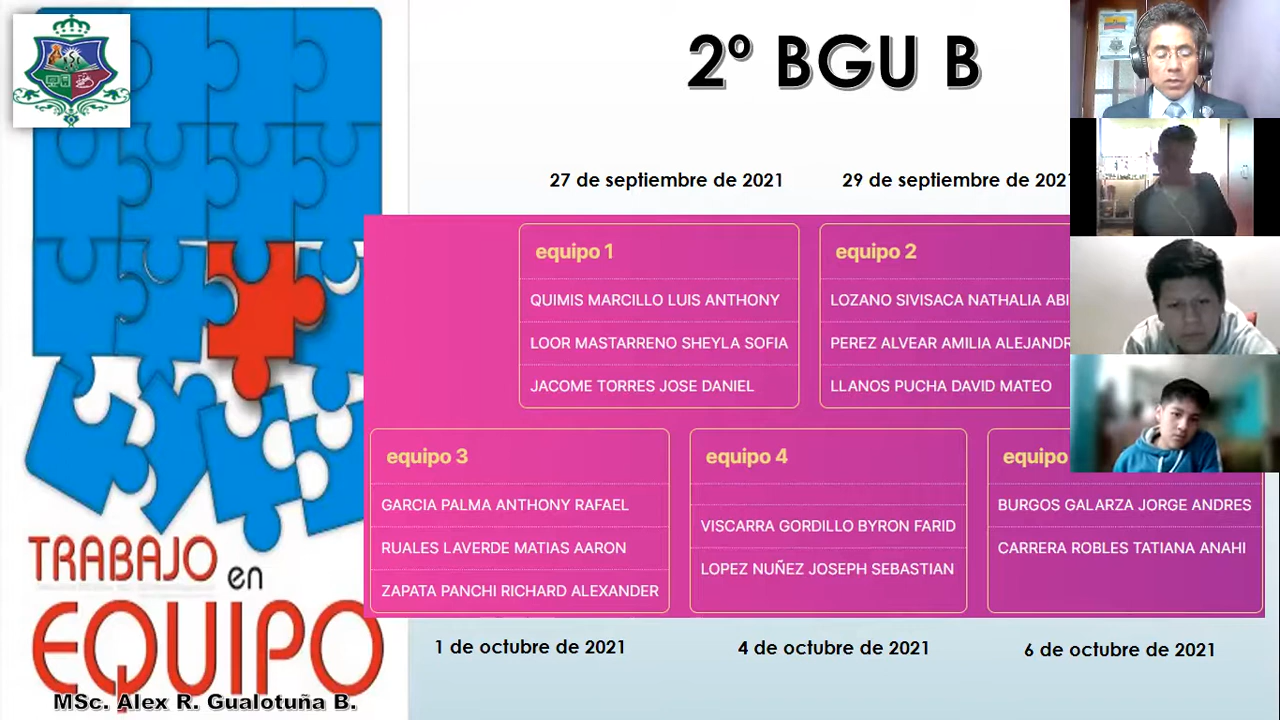 2º BGU B
27 de septiembre de 2021
29 de septiembre de 2021
equipo 1
QUIMIS MARCILLO LUIS ANTHONY
LOOR MASTARRENO SHEYLA SOFIA
JACOME TORRES JOSE DANIEL
equipo 2
LOZANO SIVISACA NATHALIA ABI
PEREZ ALVEAR AMILIA ALEJANDR
LLANOS PUCHA DAVID MATEO
equipo 3
GARCIA PALMA ANTHONY RAFAEL
RUALES LAVERDE MATIAS AARON
ZAPATA PANCHI RICHARD ALEXANDER
equipo 4
VISCARRA GORDILLO BYRON FARID
LOPEZ NUÑEZ JOSEPH SEBASTIAN
equipo
BURGOS GALARZA JORGE ANDRES
CARRERA ROBLES TATIANA ANAHI
1 de octubre de 2021
4 de octubre de 2021
6 de octubre de 2021
TRABAJO en
EQUIPO
MSc. Alex R. Gualotuña B.